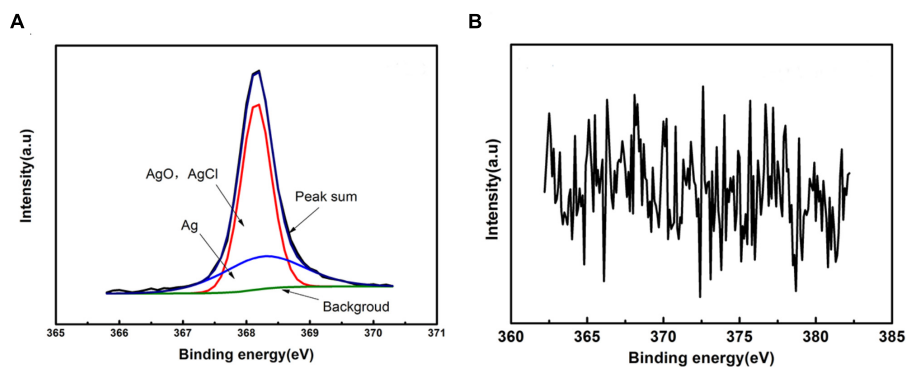 A
Intensity(a.u)
AgO，AgCl
Peak sum
Ag
Backgroud
365 366 367 368 369 370 371
Binding energy(eV)
B
Intensity(a.u)
360 365 370 375 380 385
Binding energy(eV)